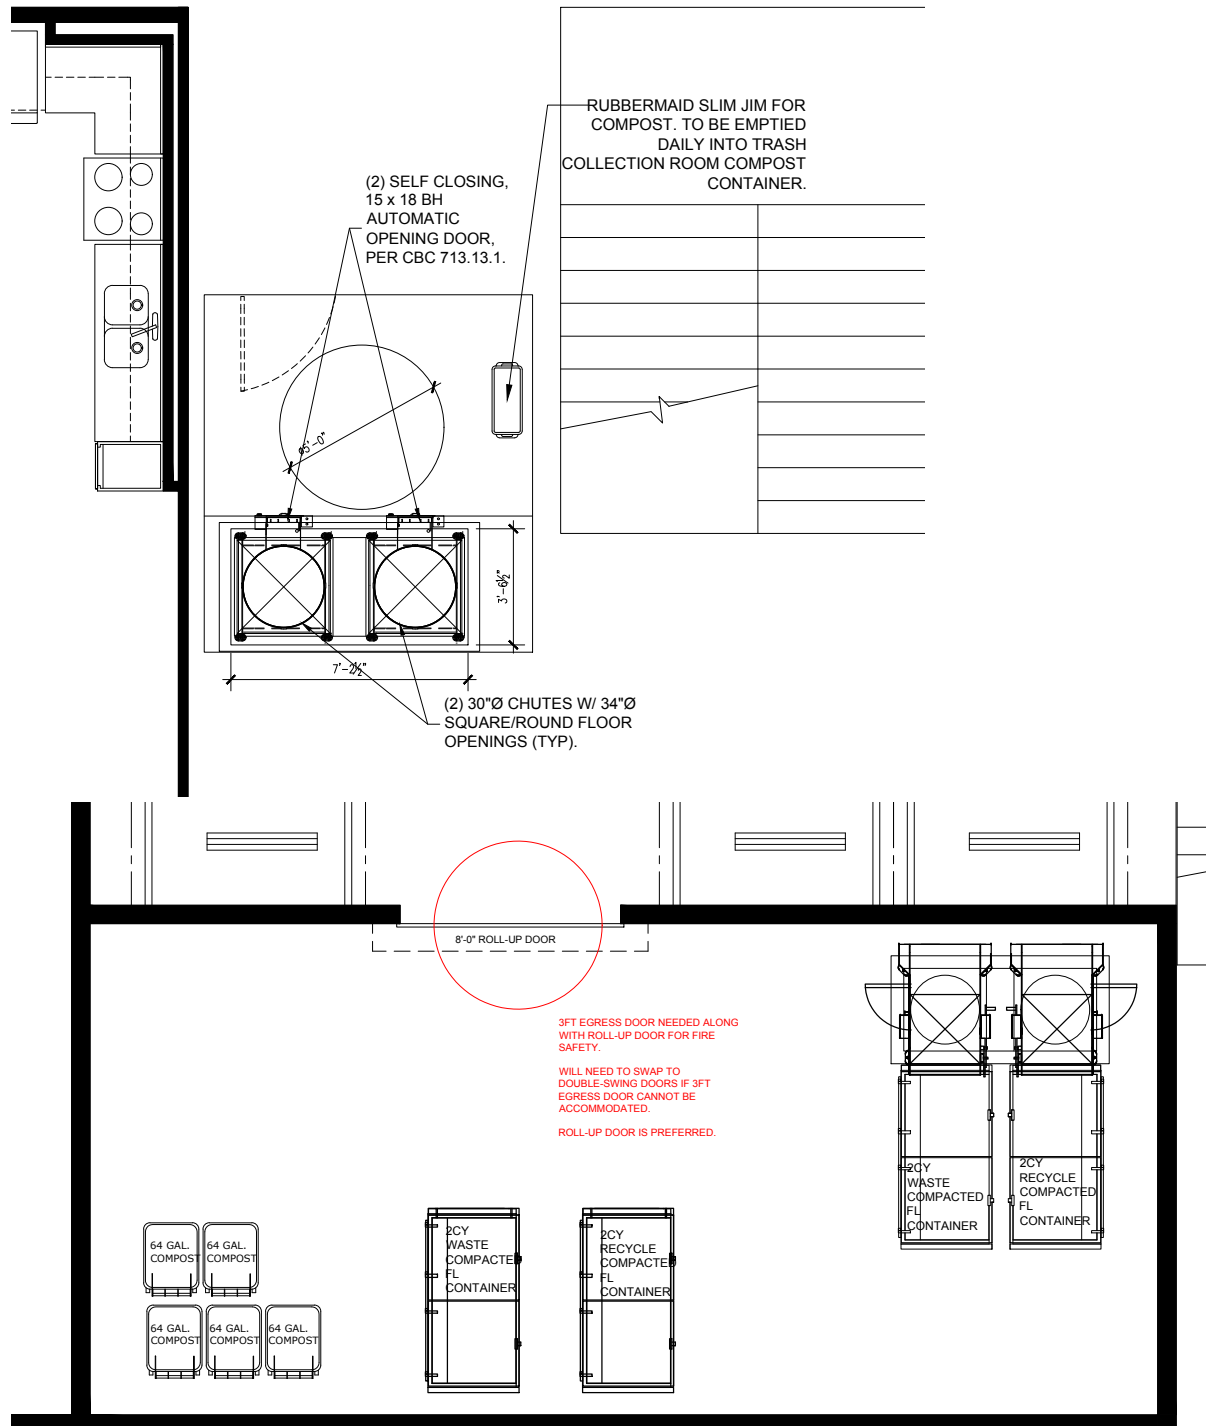 RUBBERMAID SLIM JIM FOR
COMPOST. TO BE EMPTIED
DAILY INTO TRASH
COLLECTION ROOM COMPOST
CONTAINER.
(2) SELF CLOSING,
15 x 18 BH
AUTOMATIC
OPENING DOOR,
PER CBC 713.13.1.
ø5'-0"
3'-6½"
7'-2½"
(2) 30"Ø CHUTES W/ 34"Ø
SQUARE/ROUND FLOOR
OPENINGS (TYP).
8'-0" ROLL-UP DOOR
3FT EGRESS DOOR NEEDED ALONG
WITH ROLL-UP DOOR FOR FIRE
SAFETY.
WILL NEED TO SWAP TO
DOUBLE-SWING DOORS IF 3FT
EGRESS DOOR CANNOT BE
ACCOMMODATED.
ROLL-UP DOOR IS PREFERRED.
2CY
WASTE
COMPACTED
FL
CONTAINER
2CY
RECYCLE
COMPACTED
FL
CONTAINER
64 GAL.
COMPOST
64 GAL.
COMPOST
2CY
WASTE
COMPACTED
FL
CONTAINER
2CY
RECYCLE
COMPACTED
FL
CONTAINER
64 GAL.
COMPOST
64 GAL.
COMPOST
64 GAL.
COMPOST